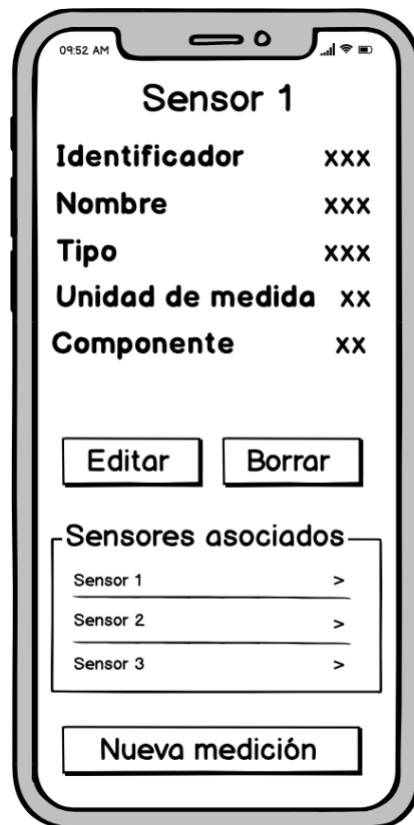 09:52 AM
Sensor 1
Identificador xxx
Nombre xxx
Tipo xxx
Unidad de medida xx
Componente xx
Editar Borrar
Sensores asociados
Sensor 1 >
Sensor 2 >
Sensor 3 >
Nueva medición